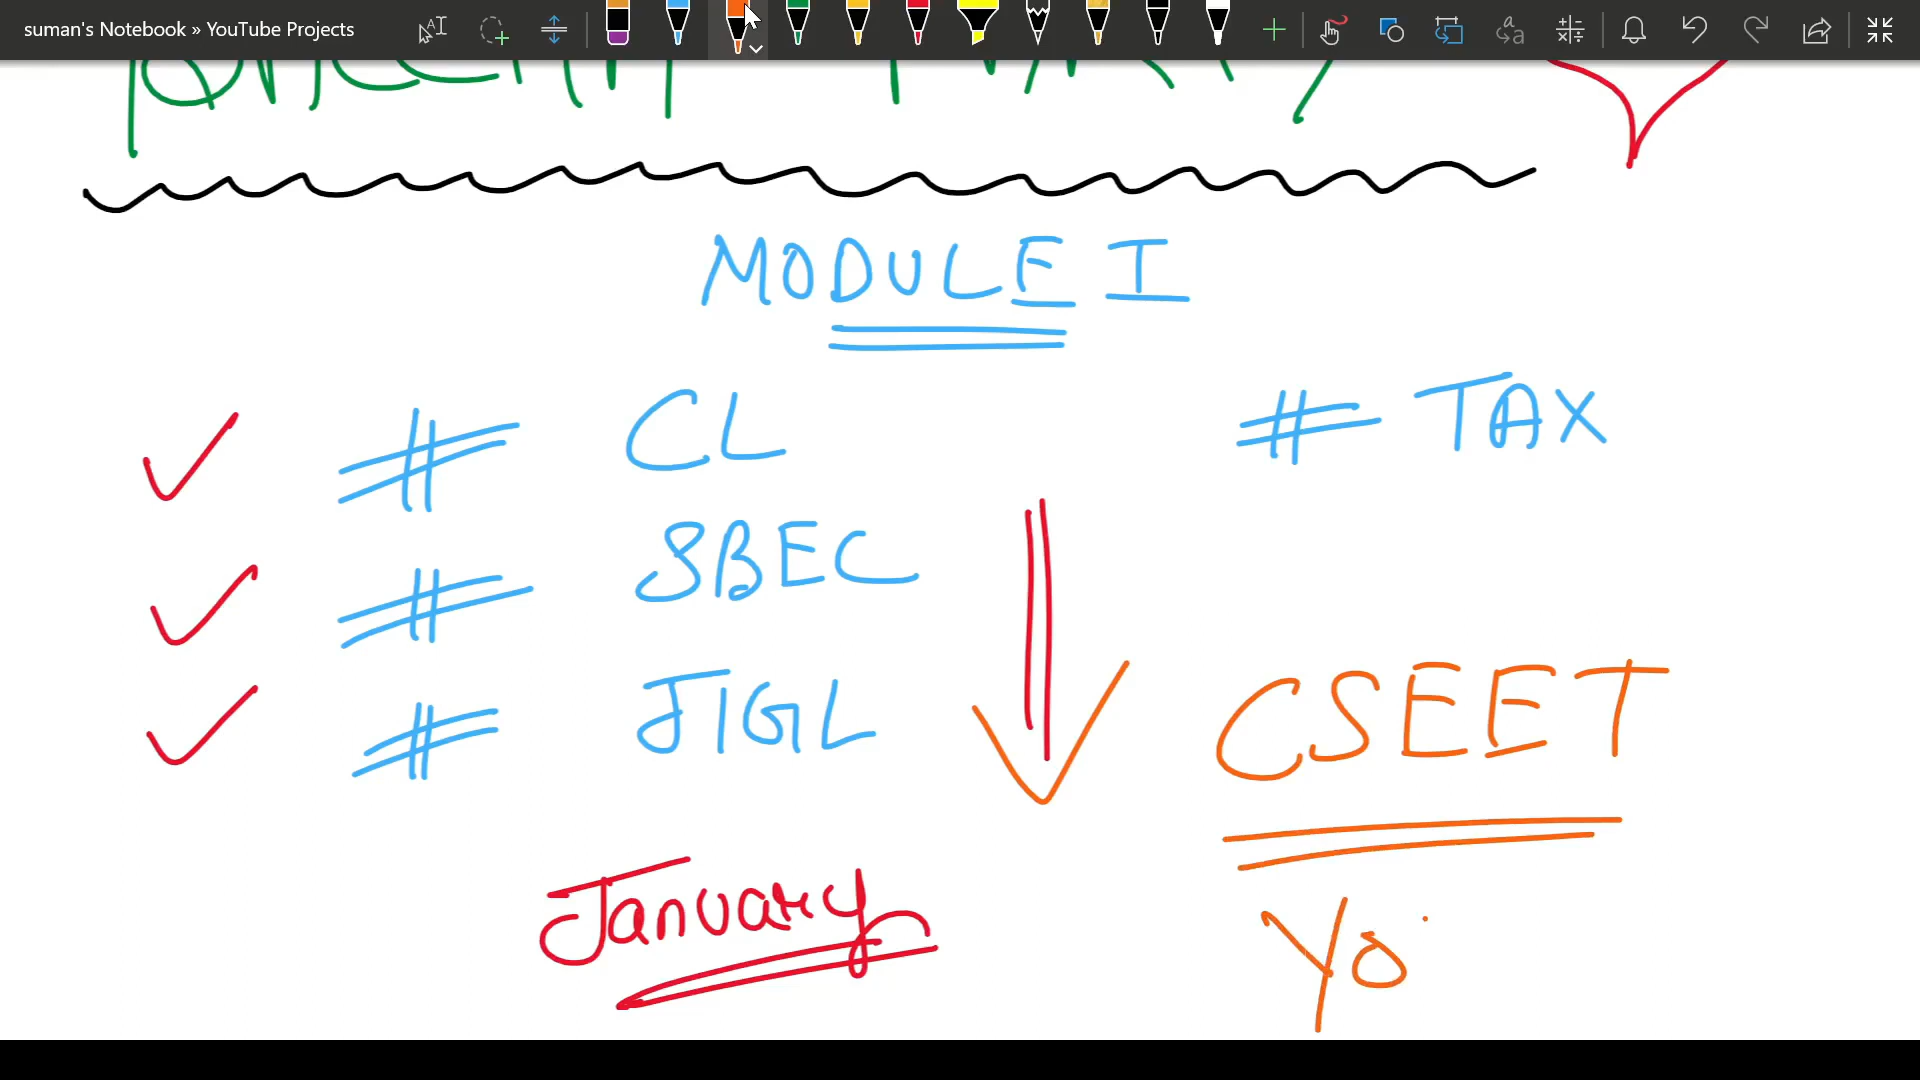 suman's Notebook » YouTube Projects
MODULE I
# CL
# TAX
# SBEC
# JIGL
CSEET
January
Yo